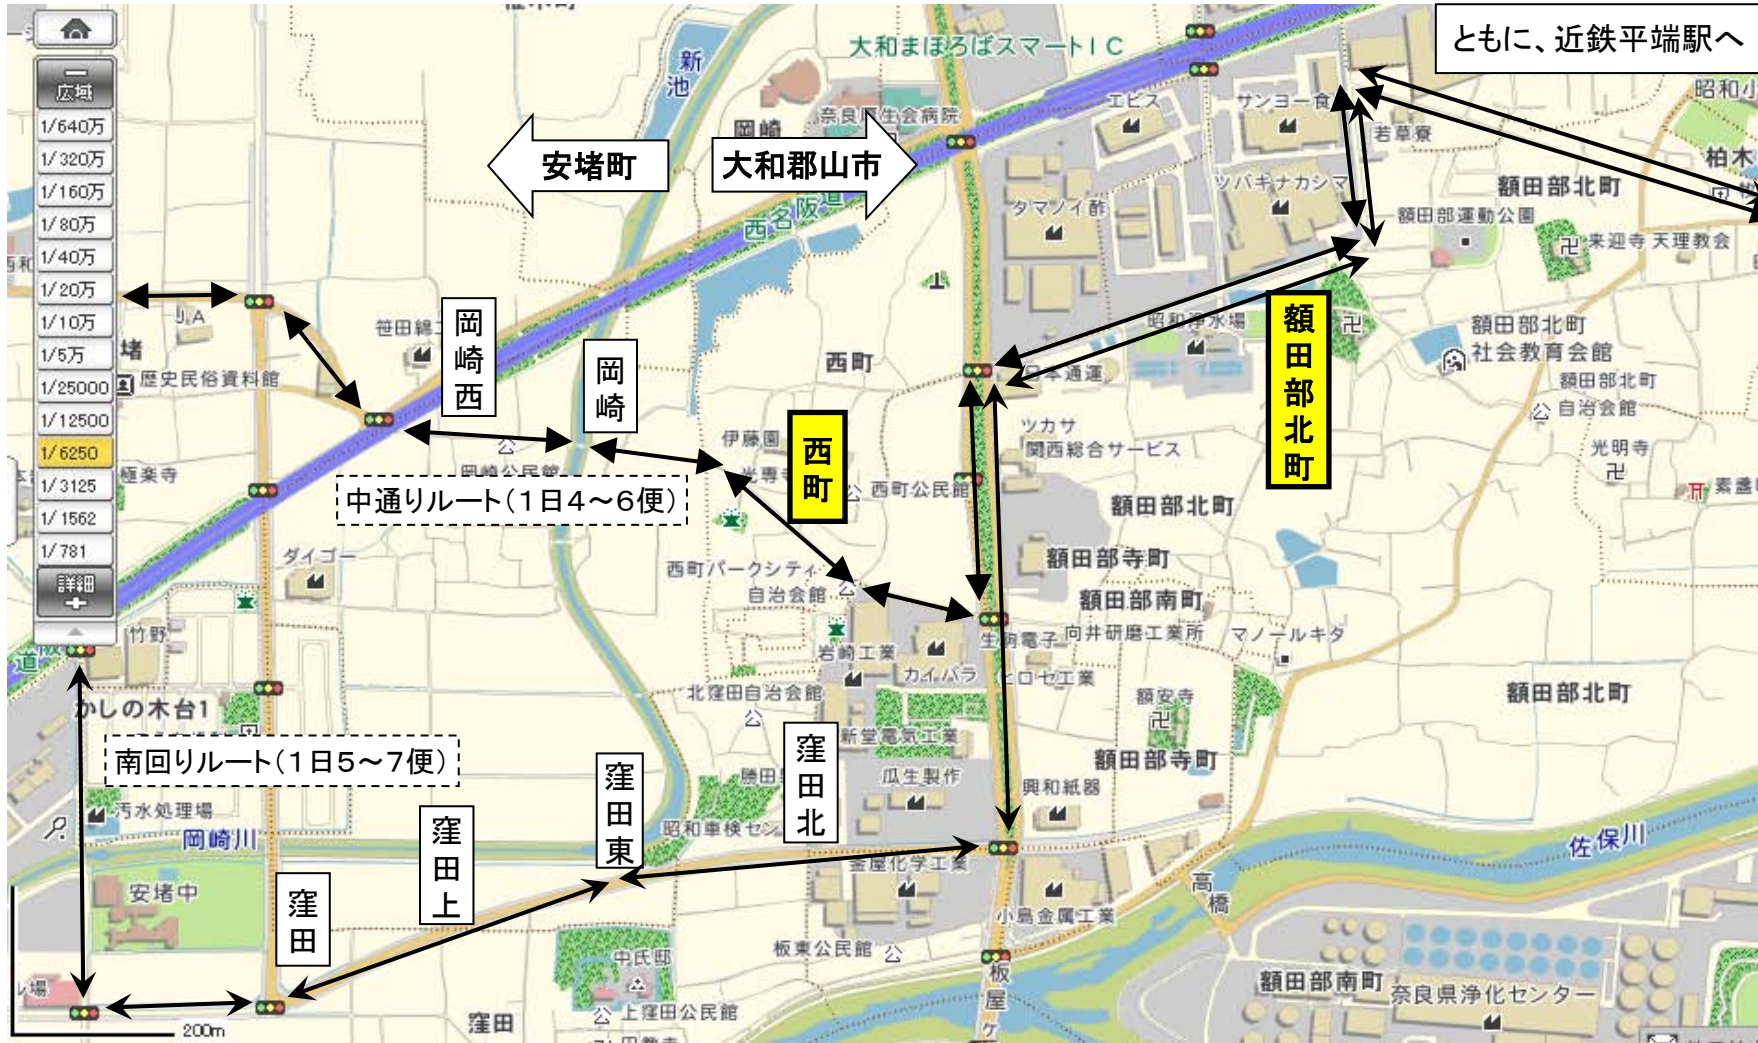 ともに、近鉄平端駅へ
大和まほろばスマートIC
新池
広域
1/640万
1/320万
1/160万
1/80万
1/40万
1/20万
1/10万
1/5万
1/25000
1/12500
1/6250
1/3125
1/1562
1/781
詳細
岡崎
奈良厚生会病院
エビス
サンヨー食
若草寮
昭和小
柏木
安堵町
大和郡山市
西名阪道
タマノイ酢
ツバキナカシマ
額田部北町
額田部運動公園
来迎寺
天理教会
JA
堵
歴史民俗資料館
笹田綿工
岡崎西
岡崎
西町
昭和浄水場
日本通運
額田部北町
額田部北町
社会教育会館
額田部北町
自治会館
光明寺
極楽寺
岡崎公民館
伊藤園
光専寺
西町
西町公民館
ツカサ
関西総合サービス
額田部北町
中通りルート(1日4～6便)
ダイゴー
西町パークシティ
自治会館
額田部寺町
額田部南町
竹野
岩崎工業
カイバラ
生駒電子
向井研磨工業所
マノールキタ
ヒロセ工業
かしの木台1
北窪田自治会館
額安寺
額田部北町
南回りルート(1日5～7便)
新堂電気工業
額田部寺町
瓜生製作
興和紙器
汚水処理場
岡崎川
窪田上
窪田東
窪田北
昭和車検セン
釜屋化学工業
佐保川
高橋
安堵中
窪田
小島金属工業
中氏邸
板東公民館
上窪田公民館
窪田
板屋ケ
額田部南町
奈良県浄化センター
200m